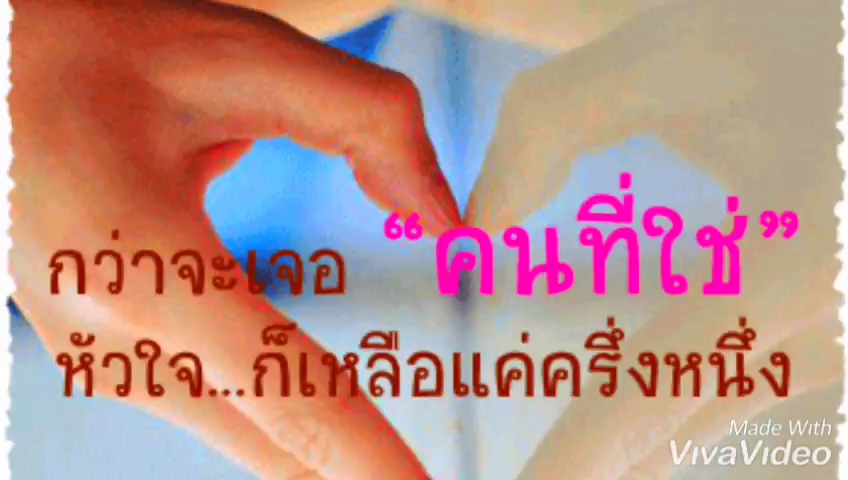 กว่าจะเจอ “คนที่ใช่”
หัวใจ...ก็เหลือแค่ครึ่งหนึ่ง
Made With
VivaVideo